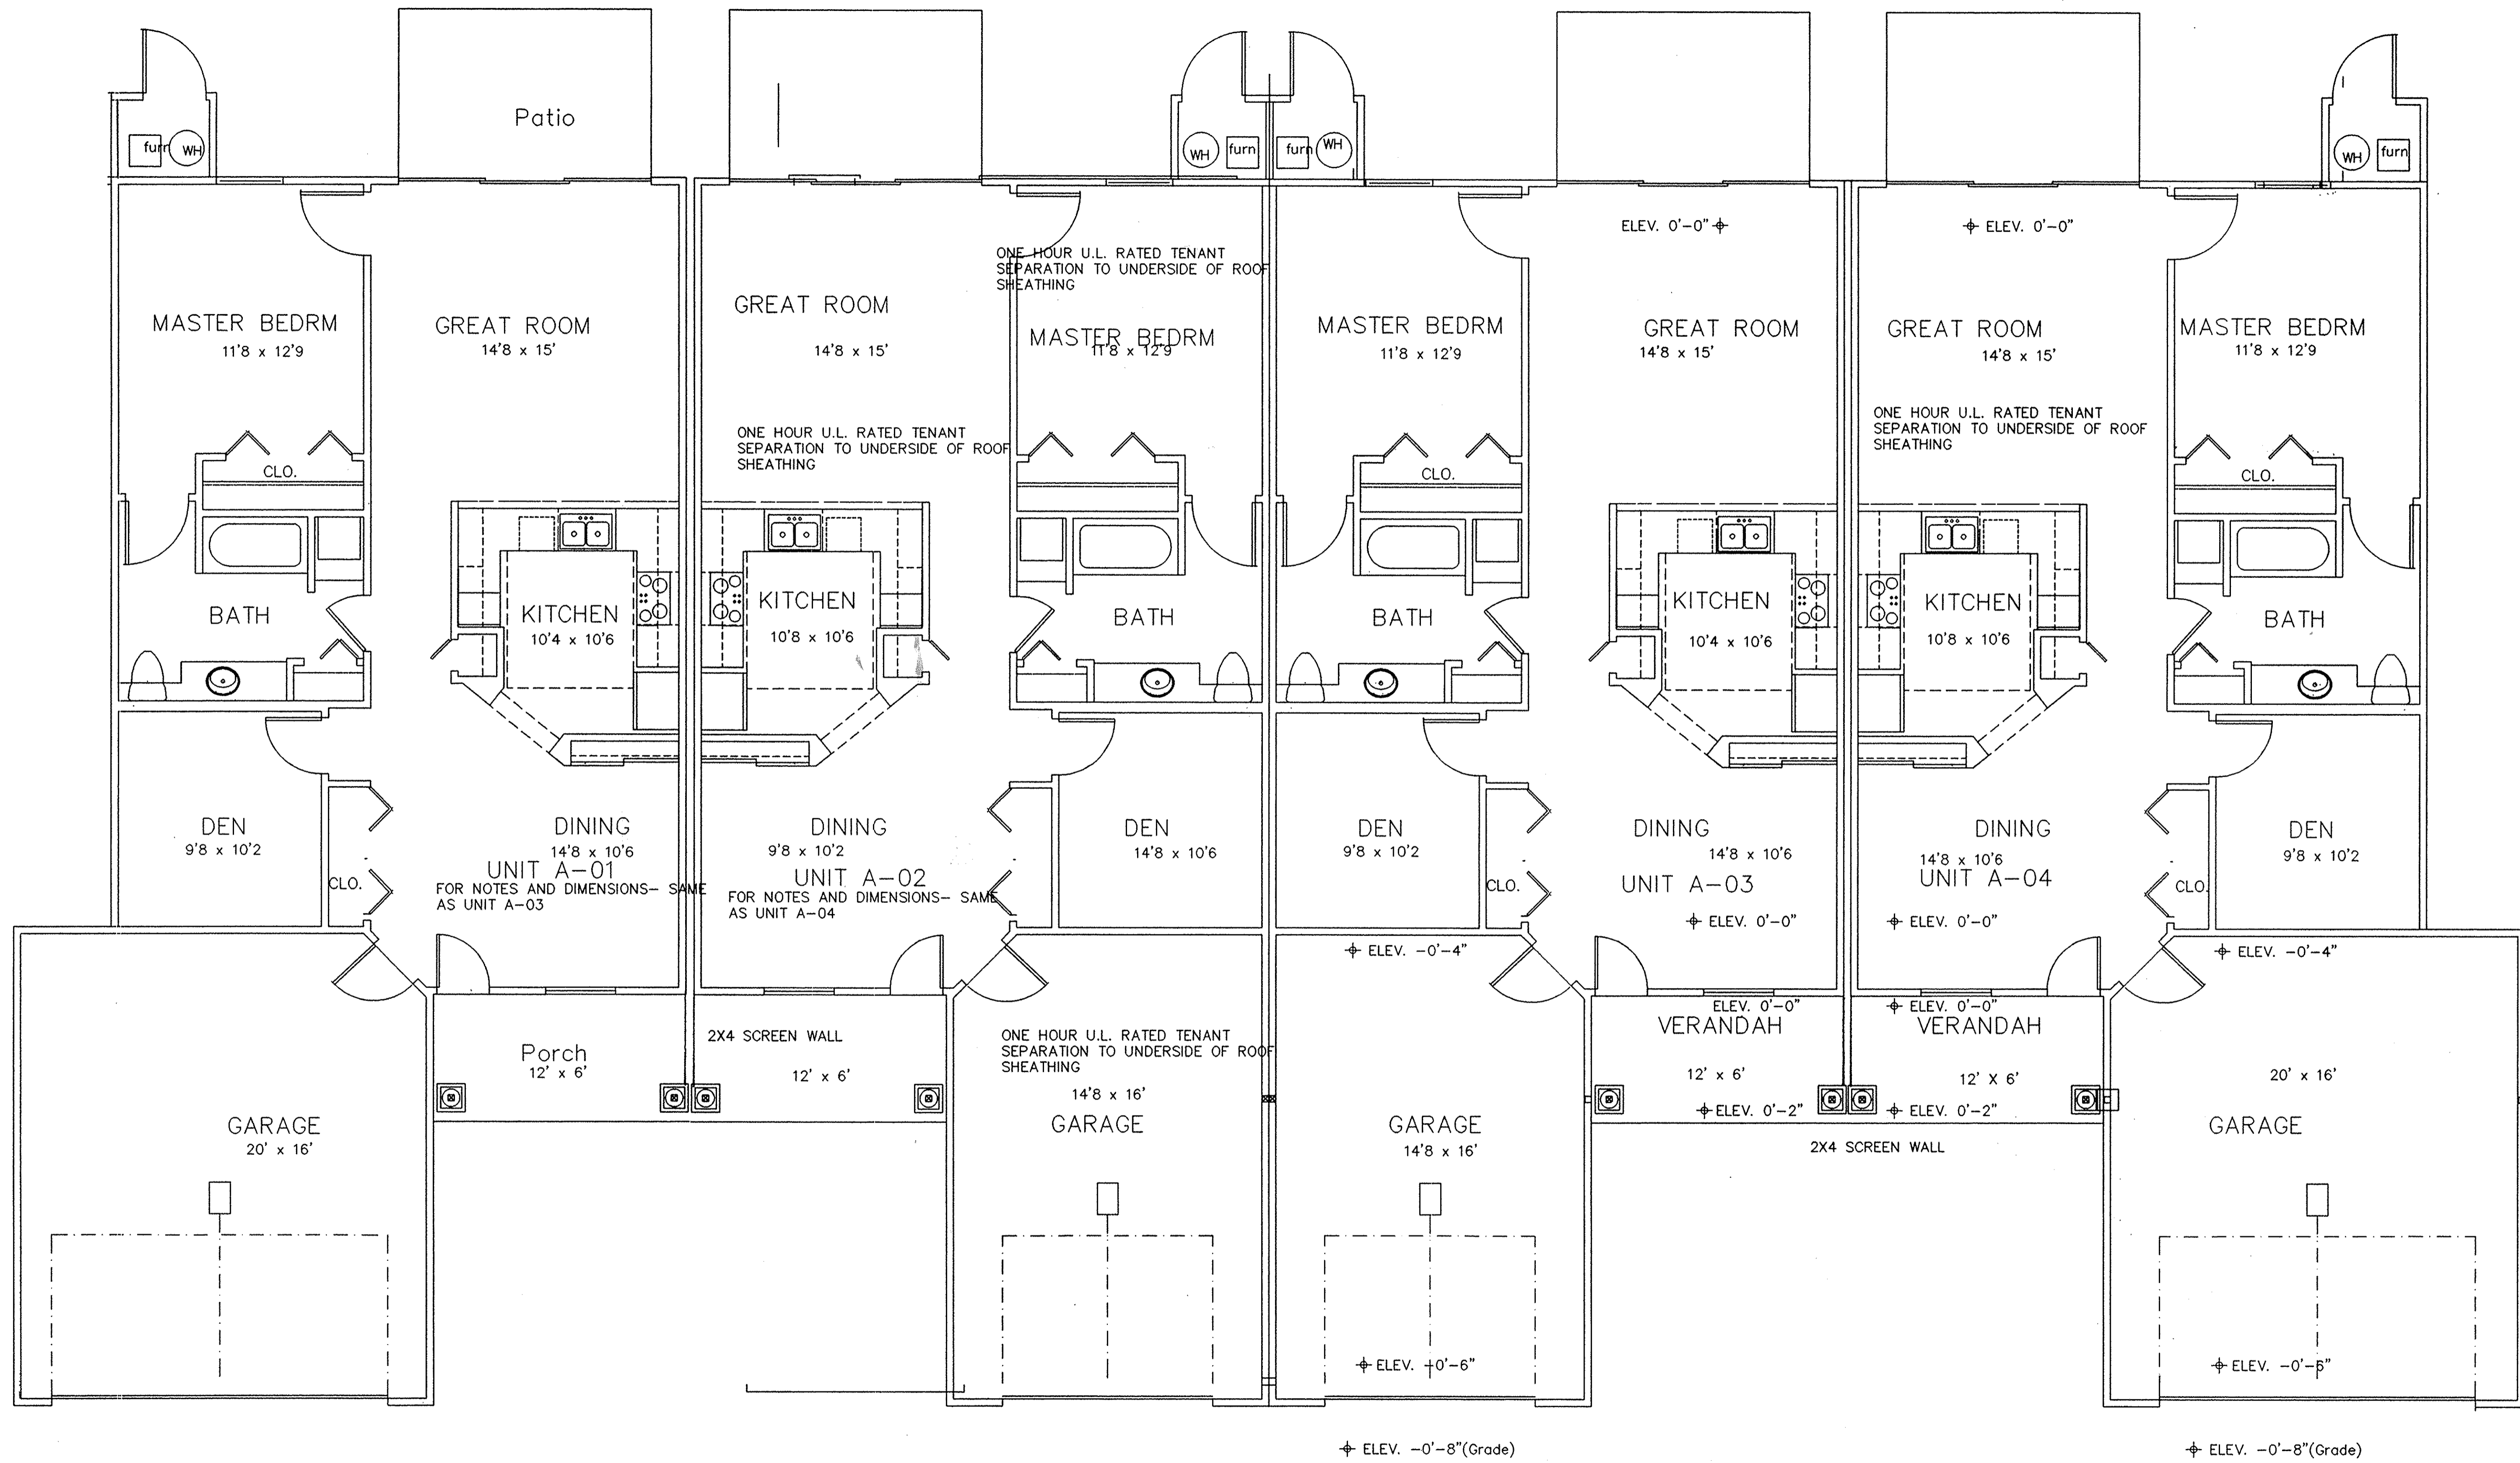 Patio
furn
WH
WH
furn
furn
WH
WH
furn
ELEV. 0'-0"
ELEV. 0'-0"
ONE HOUR U.L. RATED TENANT
SEPARATION TO UNDERSIDE OF ROOF
SHEATHING
MASTER BEDRM
11'8 x 12'9
GREAT ROOM
14'8 x 15'
GREAT ROOM
14'8 x 15'
MASTER BEDRM
11'8 x 12'9
MASTER BEDRM
11'8 x 12'9
GREAT ROOM
14'8 x 15'
GREAT ROOM
14'8 x 15'
MASTER BEDRM
11'8 x 12'9
ONE HOUR U.L. RATED TENANT
SEPARATION TO UNDERSIDE OF ROOF
SHEATHING
ONE HOUR U.L. RATED TENANT
SEPARATION TO UNDERSIDE OF ROOF
SHEATHING
CLO.
CLO.
CLO.
BATH
KITCHEN
10'4 x 10'6
KITCHEN
10'8 x 10'6
BATH
BATH
KITCHEN
10'4 x 10'6
KITCHEN
10'8 x 10'6
BATH
DEN
9'8 x 10'2
CLO.
DINING
14'8 x 10'6
UNIT A-01
FOR NOTES AND DIMENSIONS- SAME
AS UNIT A-03
DINING
9'8 x 10'2
UNIT A-02
FOR NOTES AND DIMENSIONS- SAME
AS UNIT A-04
DEN
14'8 x 10'6
DEN
9'8 x 10'2
CLO.
DINING
14'8 x 10'6
UNIT A-03
ELEV. 0'-0"
DINING
14'8 x 10'6
UNIT A-04
ELEV. 0'-0"
CLO.
DEN
9'8 x 10'2
ELEV. -0'-4"
ELEV. -0'-4"
ELEV. 0'-0"
VERANDAH
12' x 6'
ELEV. 0'-2"
ELEV. 0'-0"
VERANDAH
12' X 6'
ELEV. 0'-2"
Porch
12' x 6'
2X4 SCREEN WALL
12' x 6'
ONE HOUR U.L. RATED TENANT
SEPARATION TO UNDERSIDE OF ROOF
SHEATHING
14'8 x 16'
GARAGE
GARAGE
20' x 16'
GARAGE
14'8 x 16'
20' x 16'
GARAGE
2X4 SCREEN WALL
ELEV. -0'-6"
ELEV. -0'-6"
ELEV. -0'-8"(Grade)
ELEV. -0'-8"(Grade)